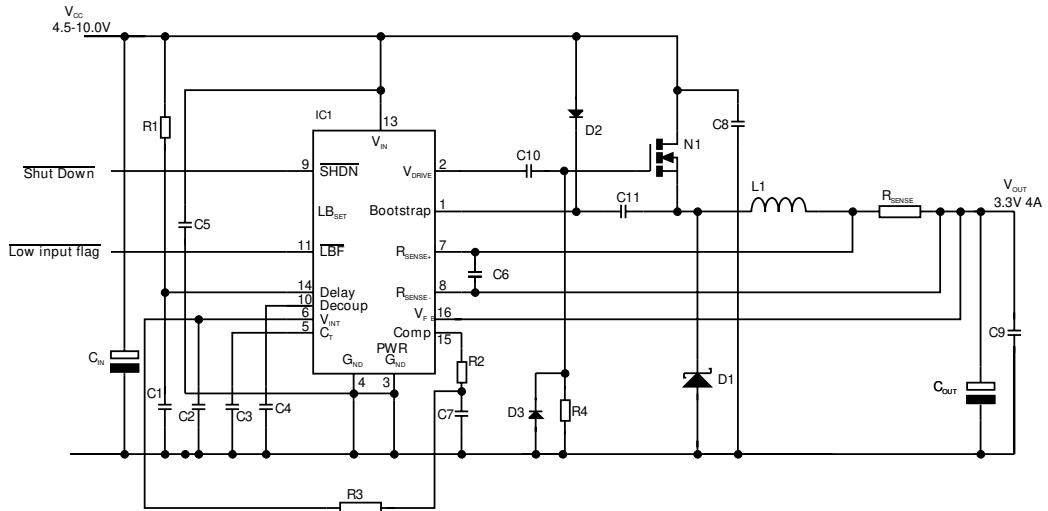 VCC
4.5-10.0V
IC1
13
VIN
R1
D2
C8
N1
Shut Down
9
SHDN
VDRIVE
2
C10
LBSET
Bootstrap
1
C11
L1
RSENSE
VOUT
3.3V 4A
C5
Low input flag
11
LBF
RSENSE+
7
C6
14
Delay
RSENSE-
8
10
Decoup
6
VINT
VFB
16
5
CT
Comp
15
C9
CIN
GND
PWR
GND
R2
4
3
D1
COUT
C1
C2
C3
C4
C7
D3
R4
R3